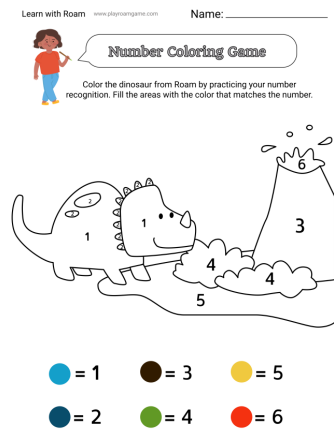 Learn with Roam
www.playroamgame.com
Name:
Number Coloring Game
Color the dinosaur from Roam by practicing your number
recognition. Fill the areas with the color that matches the number.
6
2
2
1
1
3
4
4
5
= 1
= 3
= 5
= 2
= 4
= 6